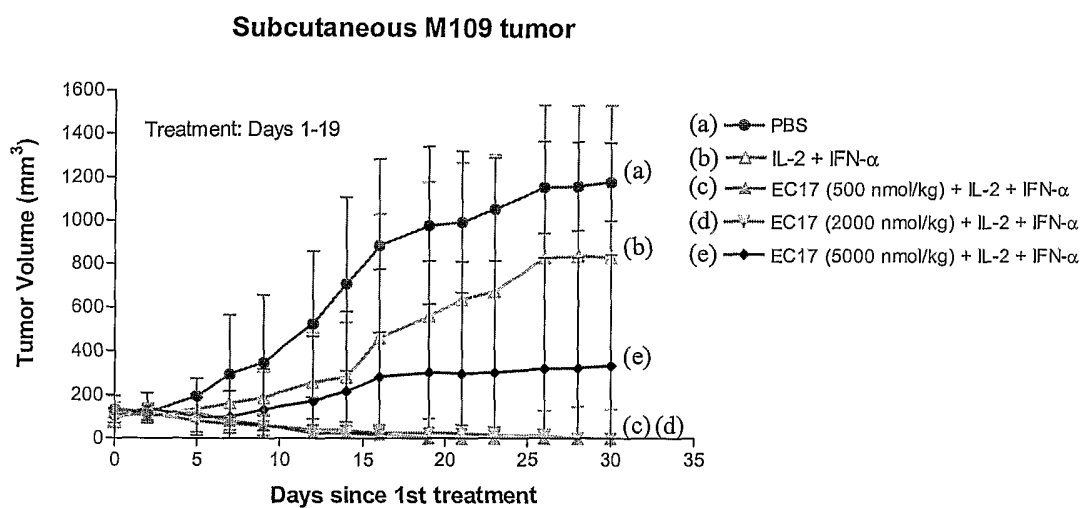 Subcutaneous M109 tumor
Tumor Volume (mm³)
1600
1400
1200
1000
800
600
400
200
0
Treatment: Days 1-19
(a)
(b)
(e)
(c) (d)
0 5 10 15 20 25 30 35
Days since 1st treatment
(a) PBS
(b) IL-2 + IFN-α
(c) EC17 (500 nmol/kg) + IL-2 + IFN-α
(d) EC17 (2000 nmol/kg) + IL-2 + IFN-α
(e) EC17 (5000 nmol/kg) + IL-2 + IFN-α